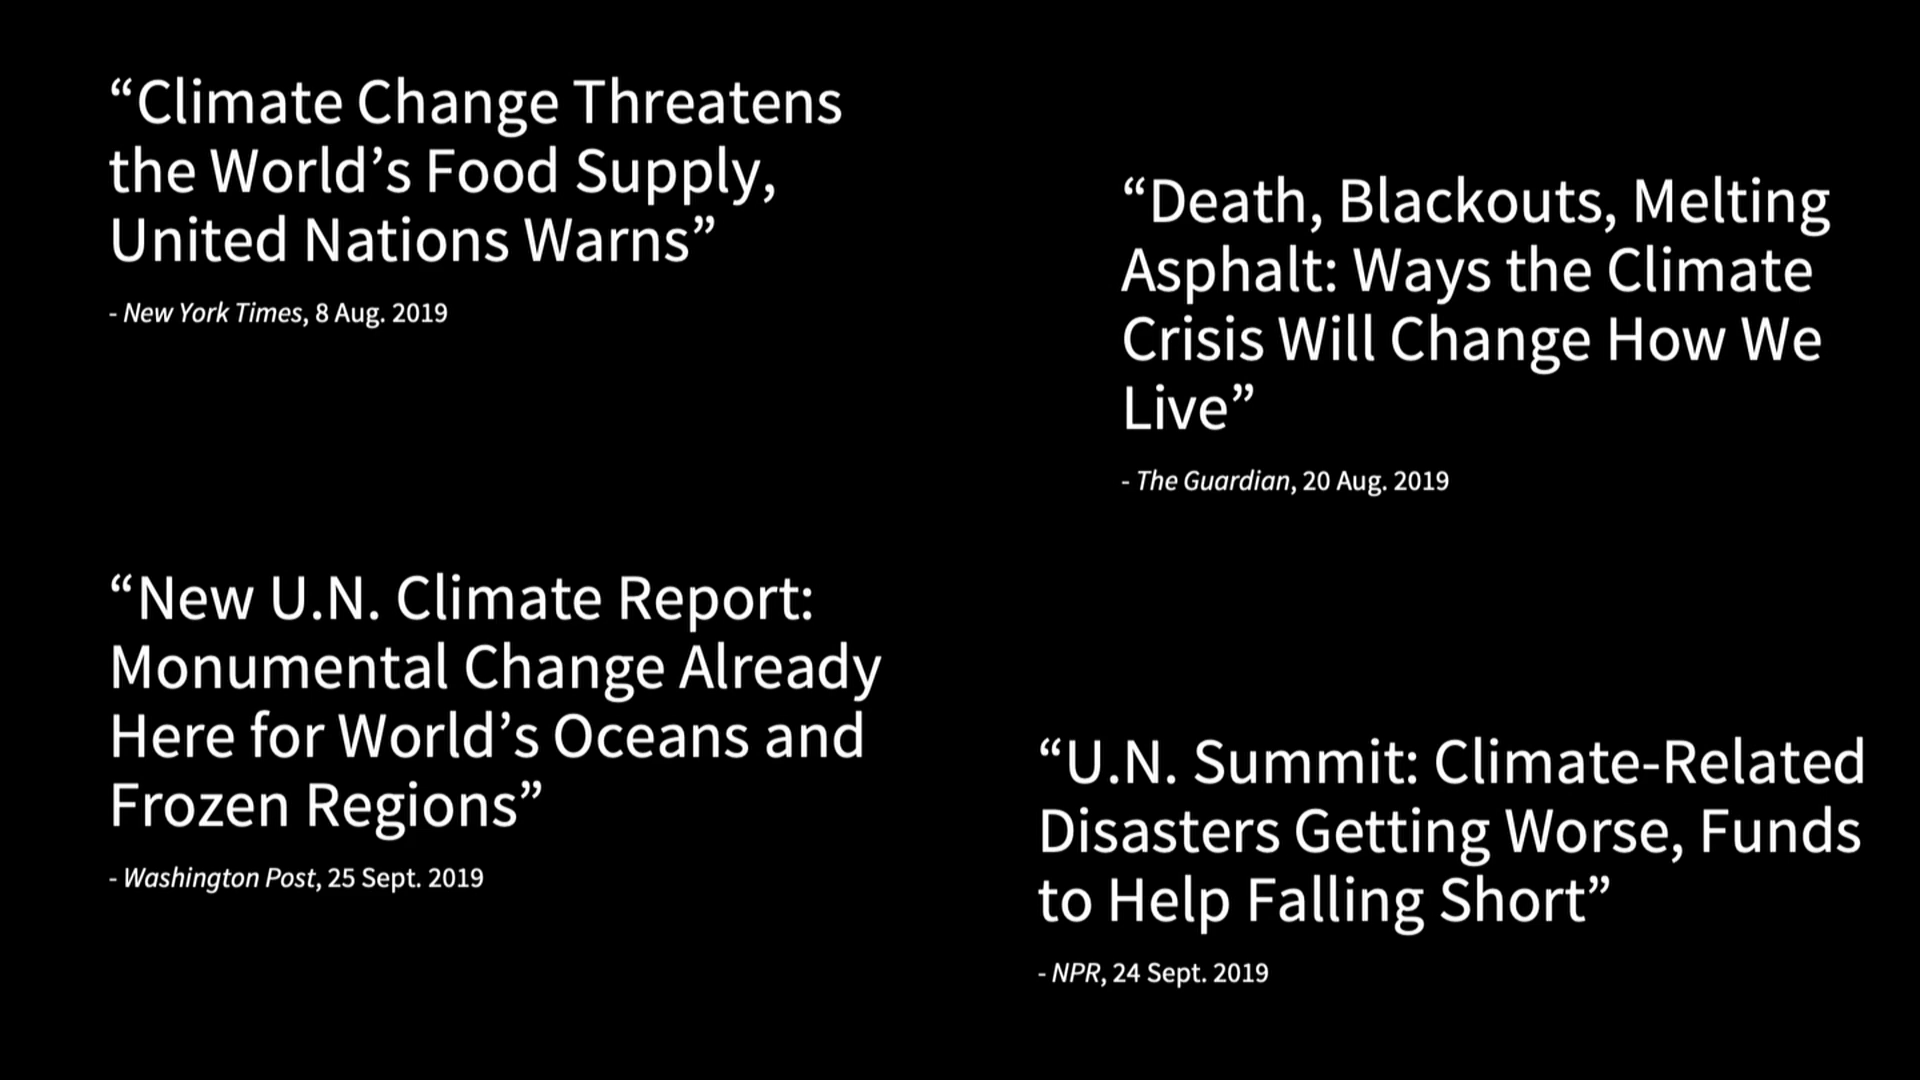 “Climate Change Threatens
the World’s Food Supply,
United Nations Warns”
- New York Times, 8 Aug. 2019
“Death, Blackouts, Melting
Asphalt: Ways the Climate
Crisis Will Change How We
Live”
- The Guardian, 20 Aug. 2019
“New U.N. Climate Report:
Monumental Change Already
Here for World’s Oceans and
Frozen Regions”
- Washington Post, 25 Sept. 2019
“U.N. Summit: Climate-Related
Disasters Getting Worse, Funds
to Help Falling Short”
- NPR, 24 Sept. 2019